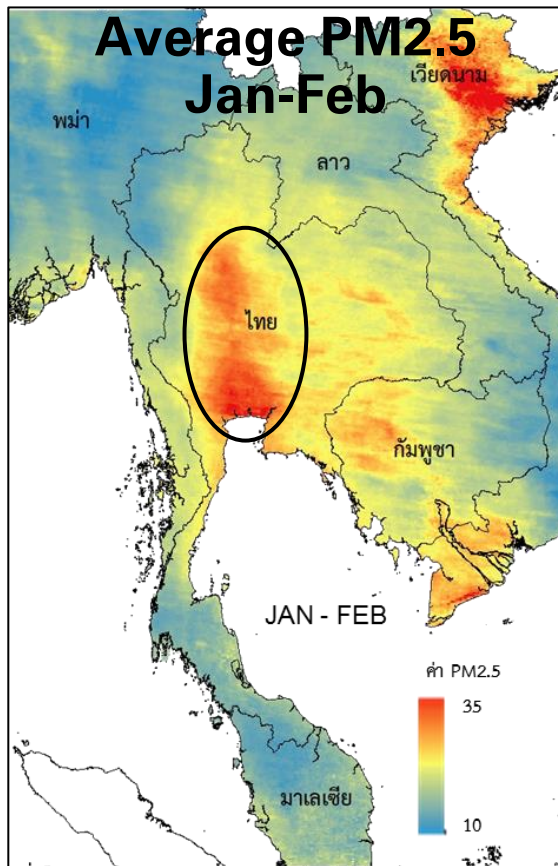 Average PM2.5
Jan-Feb
เวียดนาม
พม่า
ลาว
ไทย
กัมพูชา
JAN - FEB
ค่า PM2.5
35
10
มาเลเซีย